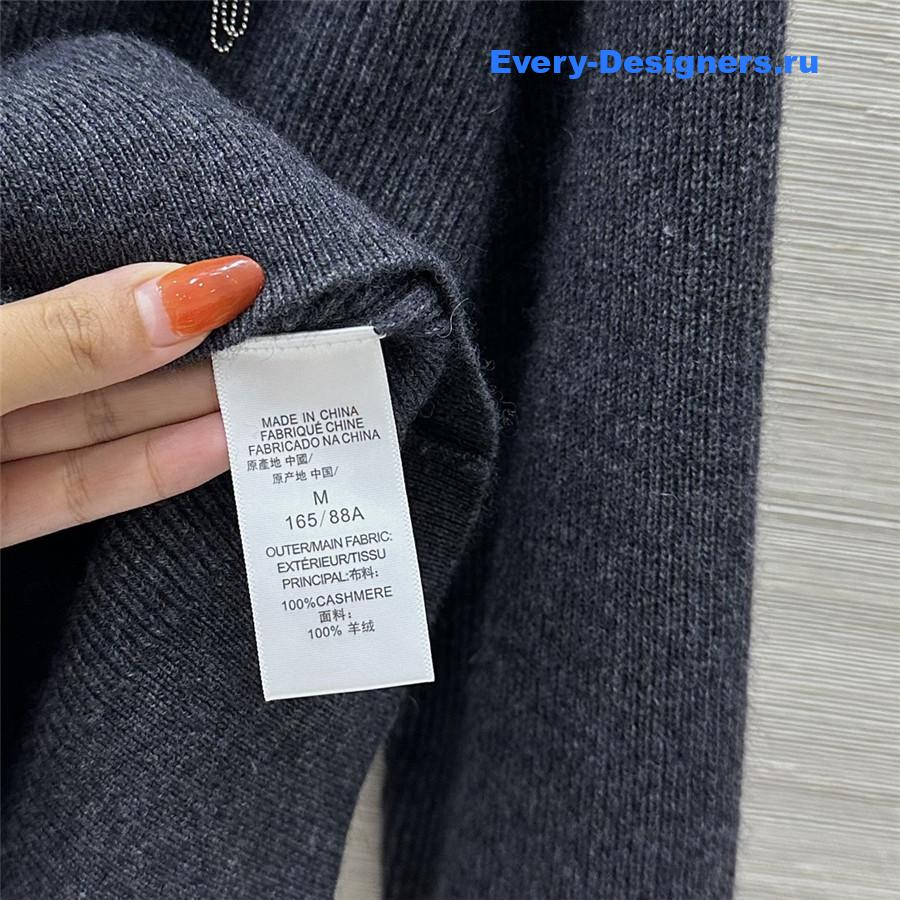 Every-Designers.ru
MADE IN CHINA
FABRIQUÉ CHINE
FABRICADO NA CHINA
原產地 中國/
原产地 中国/
M
165/88A
OUTER/MAIN FABRIC:
EXTÉRIEUR/TISSU
PRINCIPAL:布料:
100%CASHMERE
面料:
100% 羊绒